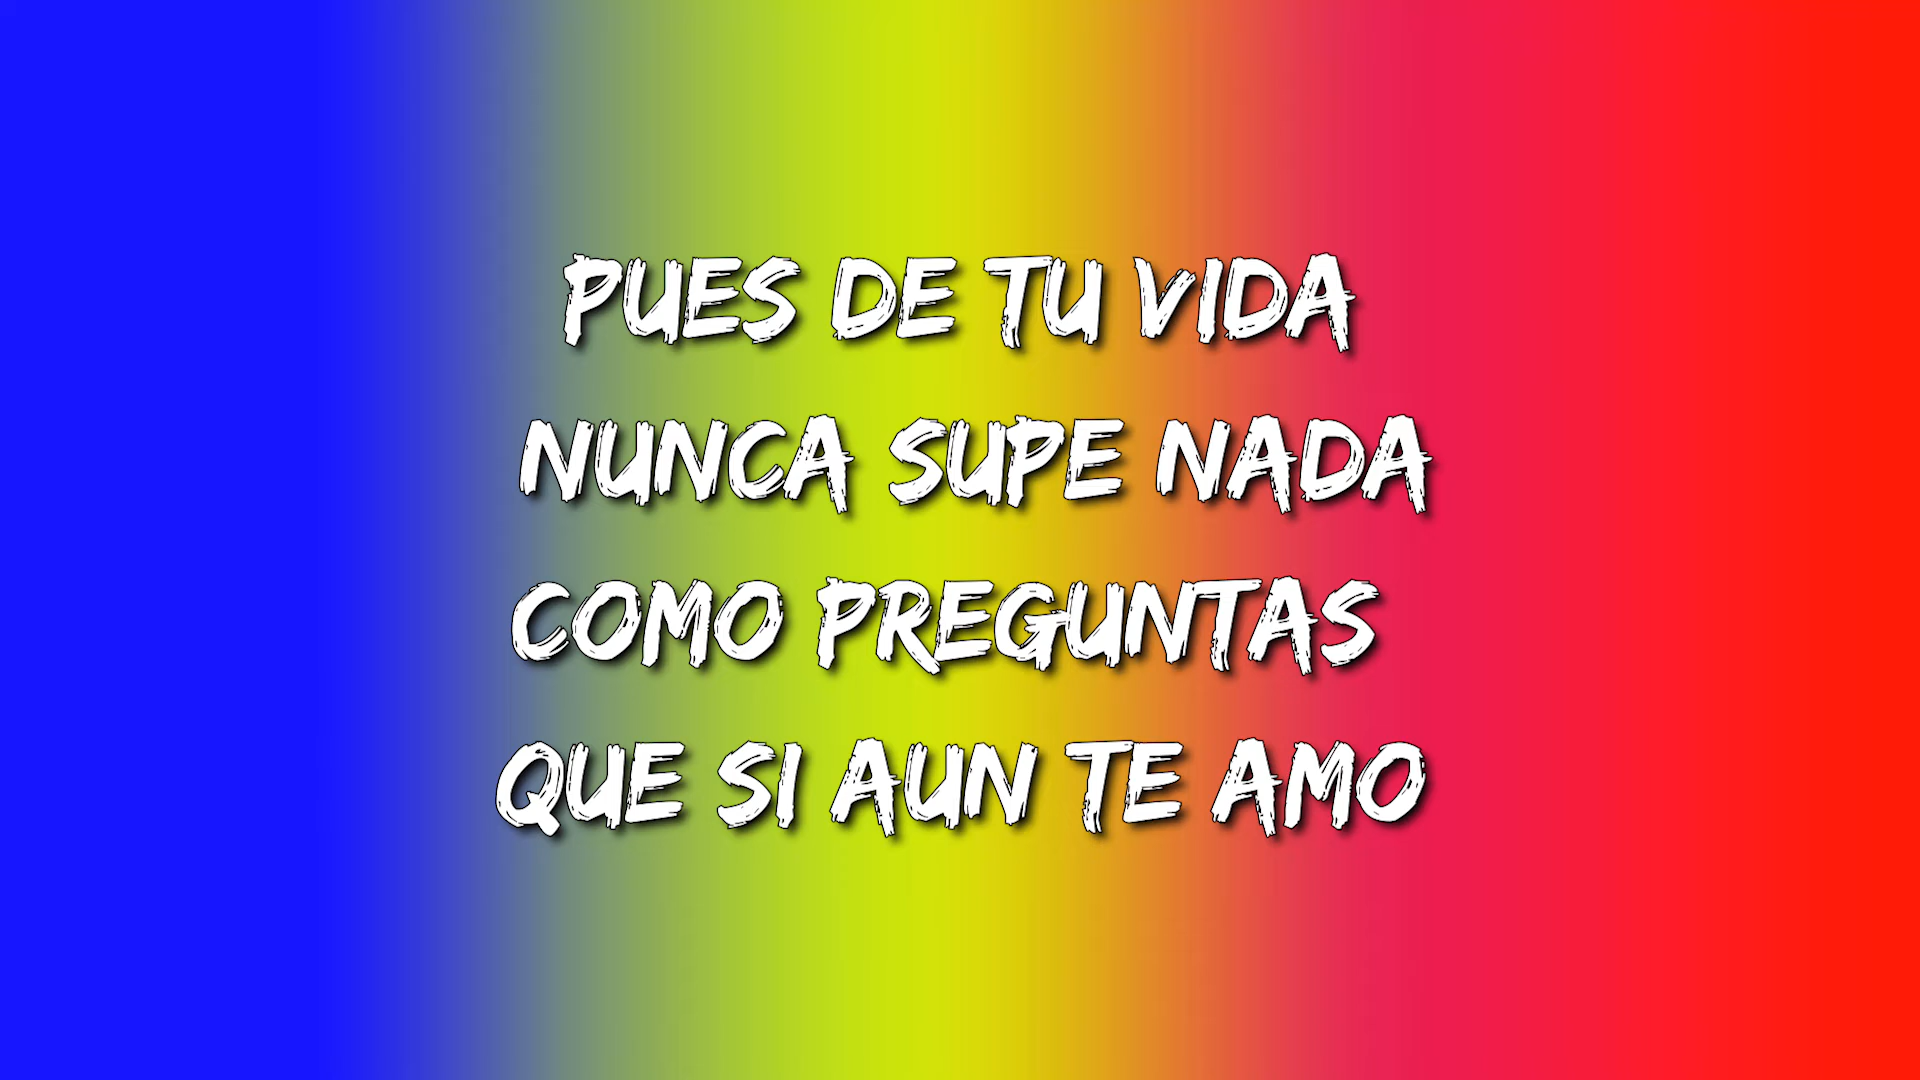 PUES DE TU VIDA
NUNCA SUPE NADA
COMO PREGUNTAS
QUE SI AUN TE AMO